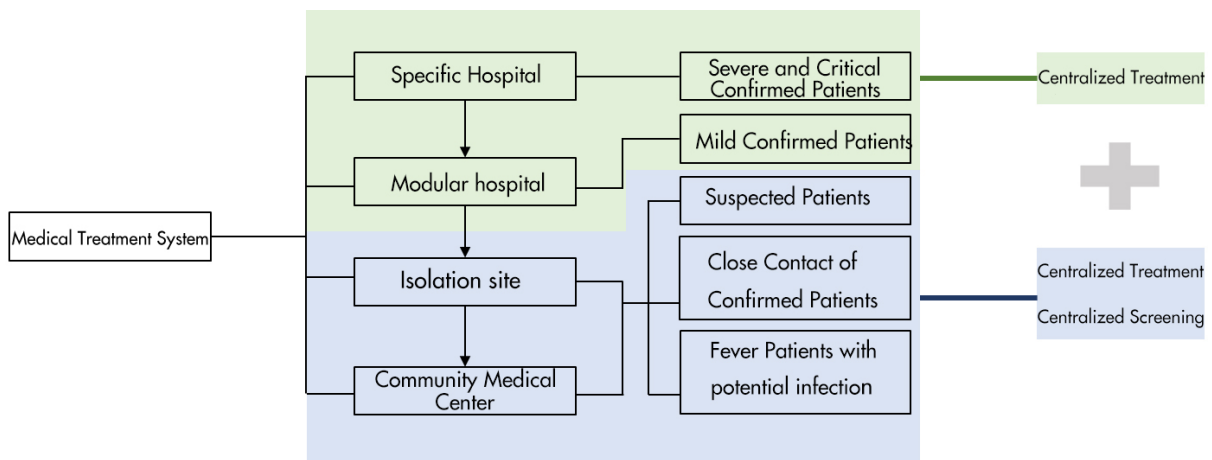 Medical Treatment System
Specific Hospital
Modular hospital
Isolation site
Community Medical
Center
Severe and Critical
Confirmed Patients
Mild Confirmed Patients
Suspected Patients
Close Contact of
Confirmed Patients
Fever Patients with
potential infection
Centralized Treatment
Centralized Treatment
Centralized Screening